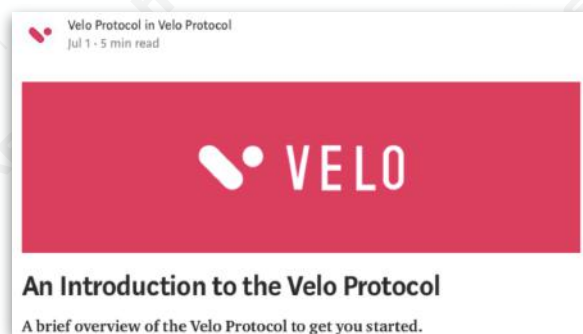 Velo Protocol in Velo Protocol
Jul 1 · 5 min read
VELO
An Introduction to the Velo Protocol
A brief overview of the Velo Protocol to get you started.